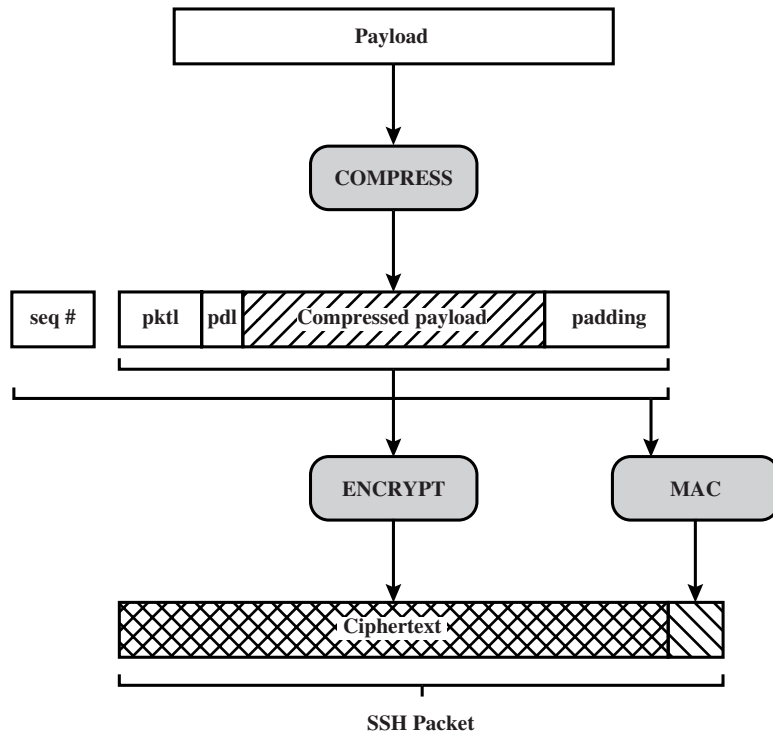 Payload
COMPRESS
seq # pktl pdl Compressed payload padding
ENCRYPT MAC
Ciphertext
SSH Packet